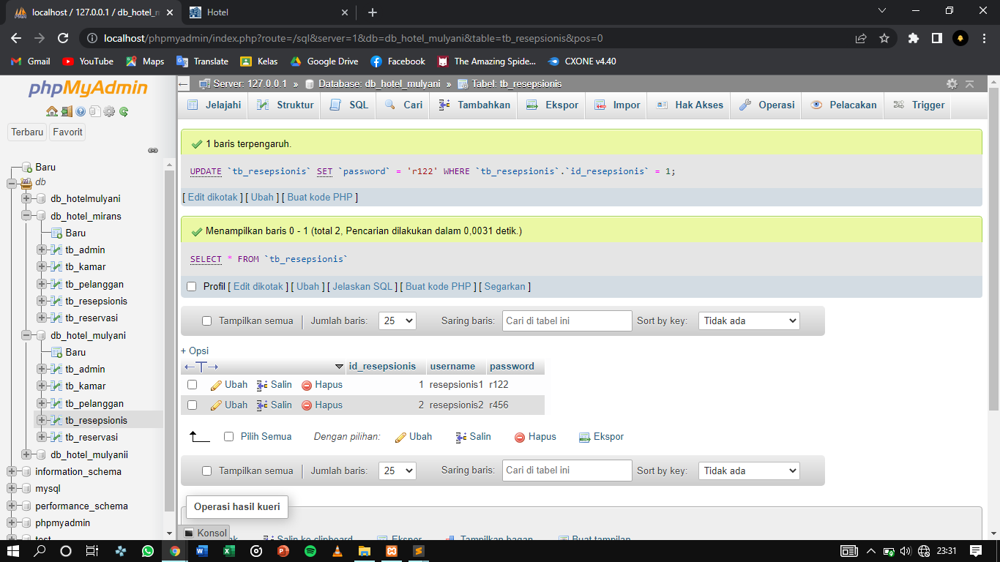 localhost / 127.0.0.1 / db_hotel_m
Hotel
localhost/phpmyadmin/index.php?route=/sql&server=1&db=db_hotel_mulyani&table=tb_resepsionis&pos=0
Gmail YouTube Maps Translate Kelas Google Drive Facebook The Amazing Spide... CXONE v4.40
phpMyAdmin
Terbaru Favorit
Baru
db
db_hotelmulyani
db_hotel_mirans
Baru
tb_admin
tb_kamar
tb_pelanggan
tb_resepsionis
tb_reservasi
db_hotel_mulyani
Baru
tb_admin
tb_kamar
tb_pelanggan
tb_resepsionis
tb_reservasi
db_hotel_mulyanii
information_schema
mysql
performance_schema
phpmyadmin
test
Server: 127.0.0.1 » Database: db_hotel_mulyani » Tabel: tb_resepsionis
Jelajahi Struktur SQL Cari Tambahkan Ekspor Impor Hak Akses Operasi Pelacakan Trigger
1 baris terpengaruh.
UPDATE `tb_resepsionis` SET `password` = 'r122' WHERE `tb_resepsionis`.`id_resepsionis` = 1;
[ Edit dikotak ] [ Ubah ] [ Buat kode PHP ]
Menampilkan baris 0 - 1 (total 2, Pencarian dilakukan dalam 0,0031 detik.)
SELECT * FROM `tb_resepsionis`
Profil [ Edit dikotak ] [ Ubah ] [ Jelaskan SQL ] [ Buat kode PHP ] [ Segarkan ]
Tampilkan semua | Jumlah baris: 25 Saring baris: Cari di tabel ini Sort by key: Tidak ada
+ Opsi
←T→ id_resepsionis username password
Ubah Salin Hapus 1 resepsionis1 r122
Ubah Salin Hapus 2 resepsionis2 r456
Pilih Semua Dengan pilihan: Ubah Salin Hapus Ekspor
Tampilkan semua | Jumlah baris: 25 Saring baris: Cari di tabel ini Sort by key: Tidak ada
Operasi hasil kueri
Konsol
Salin ke clipboard Ekspor Tampilkan bagan Buat tampilan
23:31